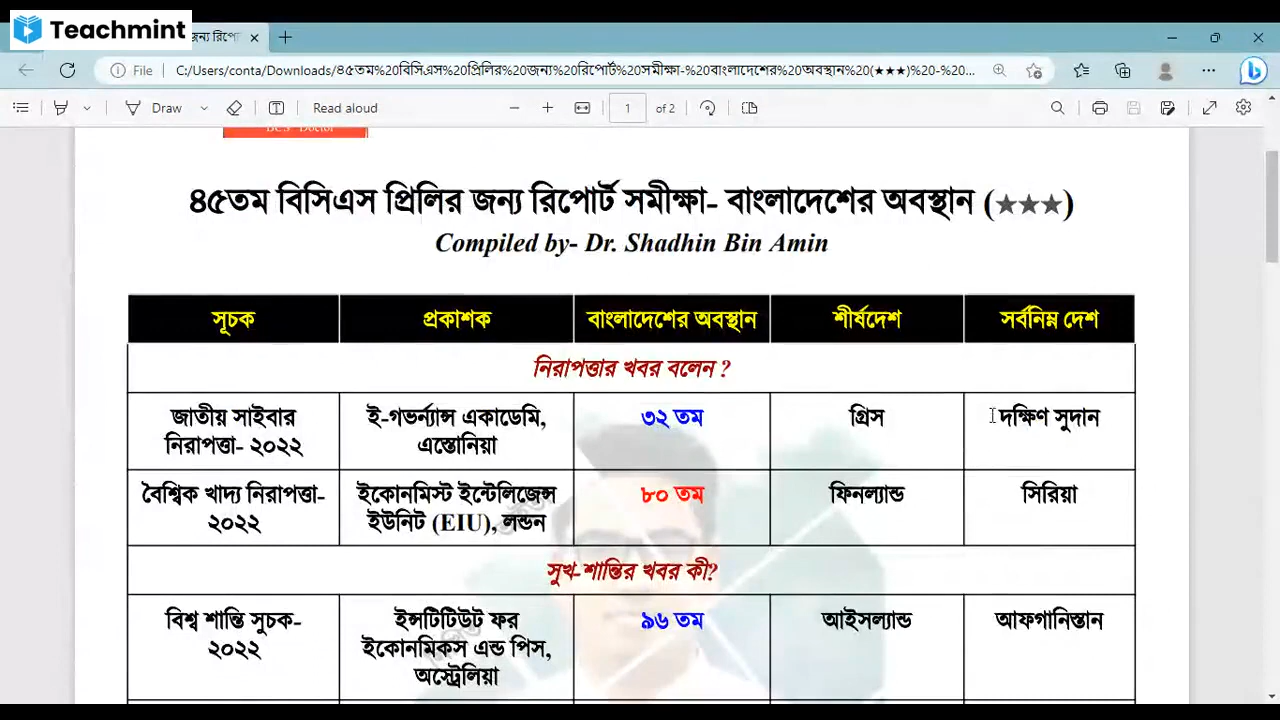 Teachmint
জন্য রিপো
File C:/Users/conta/Downloads/৪৫তম%20বিসিএস%20প্রিলির%20জন্য%20রিপোর্ট%20সমীক্ষা-%20বাংলাদেশের%20অবস্থান%20(★★★)%20-%20...
Draw Read aloud 1 of 2
BCS Doctor
৪৫তম বিসিএস প্রিলির জন্য রিপোর্ট সমীক্ষা- বাংলাদেশের অবস্থান (★★★)
Compiled by- Dr. Shadhin Bin Amin
সূচক প্রকাশক বাংলাদেশের অবস্থান শীর্ষদেশ সর্বনিম্ন দেশ
নিরাপত্তার খবর বলেন ?
জাতীয় সাইবার ই-গভর্ন্যান্স একাডেমি, ৩২ তম গ্রিস দক্ষিণ সুদান
নিরাপত্তা- ২০২২ এস্তোনিয়া
বৈশ্বিক খাদ্য নিরাপত্তা- ইকোনমিস্ট ইন্টেলিজেন্স ৮০ তম ফিনল্যান্ড সিরিয়া
২০২২ ইউনিট (EIU), লন্ডন
সুখ-শান্তির খবর কী?
বিশ্ব শান্তি সুচক- ইন্সটিটিউট ফর ৯৬ তম আইসল্যান্ড আফগানিস্তান
২০২২ ইকোনমিকস এন্ড পিস,
অস্ট্রেলিয়া